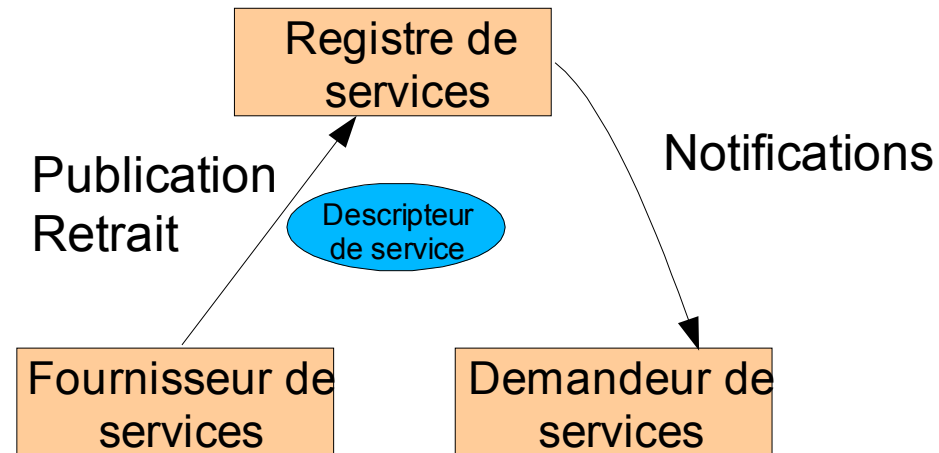 Registre de
services
Notifications
Publication
Retrait
Descripteur
de service
Fournisseur de
services
Demandeur de
services